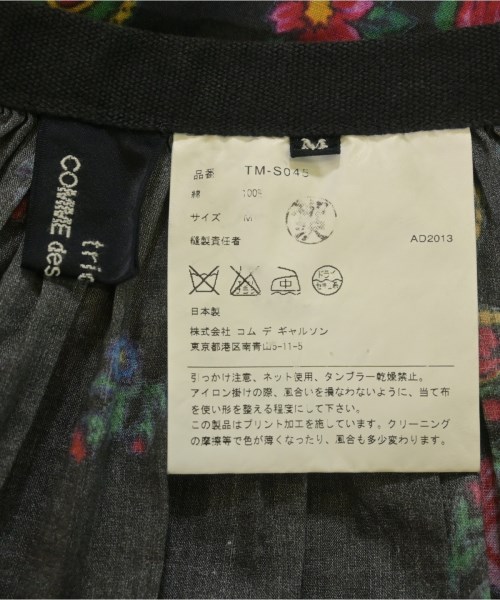 M
品番 TM-S045
綿 100%
サイズ M
縫製責任者 AD2013
日本製
株式会社 コム デ ギャルソン
東京都港区南青山5-11-5
引っかけ注意、ネット使用、タンブラー乾燥禁止。
アイロン掛けの際、風合いを損なわないように、当て布
を使い形を整える程度にして下さい。
この製品はプリント加工を施しています。クリーニング
の摩擦等で色が薄くなったり、風合も多少変わります。
tric
COMME des